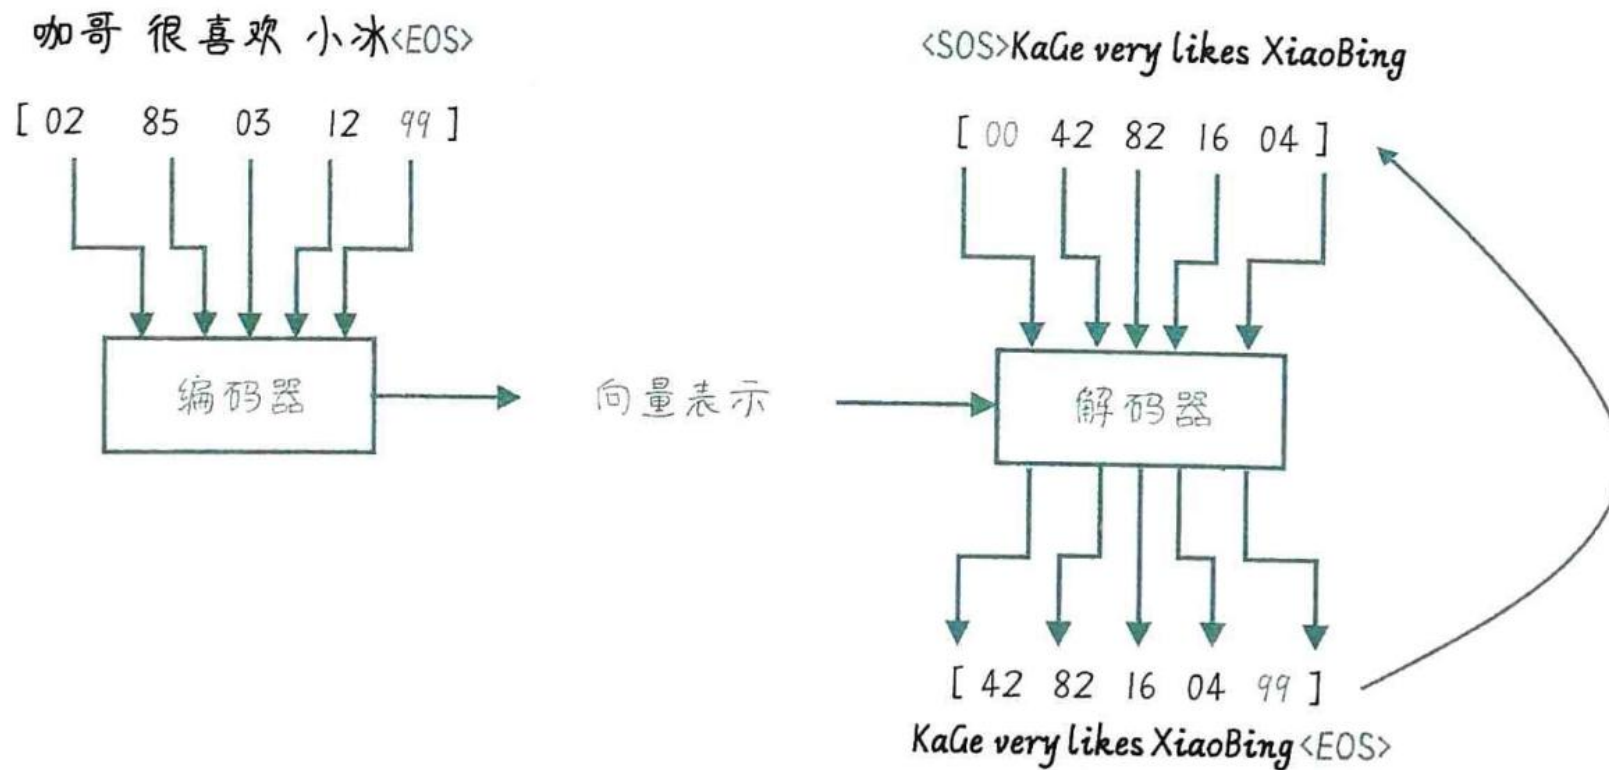 咖哥 很喜欢 小冰<EOS>
[ 02 85 03 12 99 ]
编码器
向量表示
<SOS>KaGe very likes XiaoBing
[ 00 42 82 16 04 ]
解码器
[ 42 82 16 04 99 ]
KaGe very likes XiaoBing<EOS>